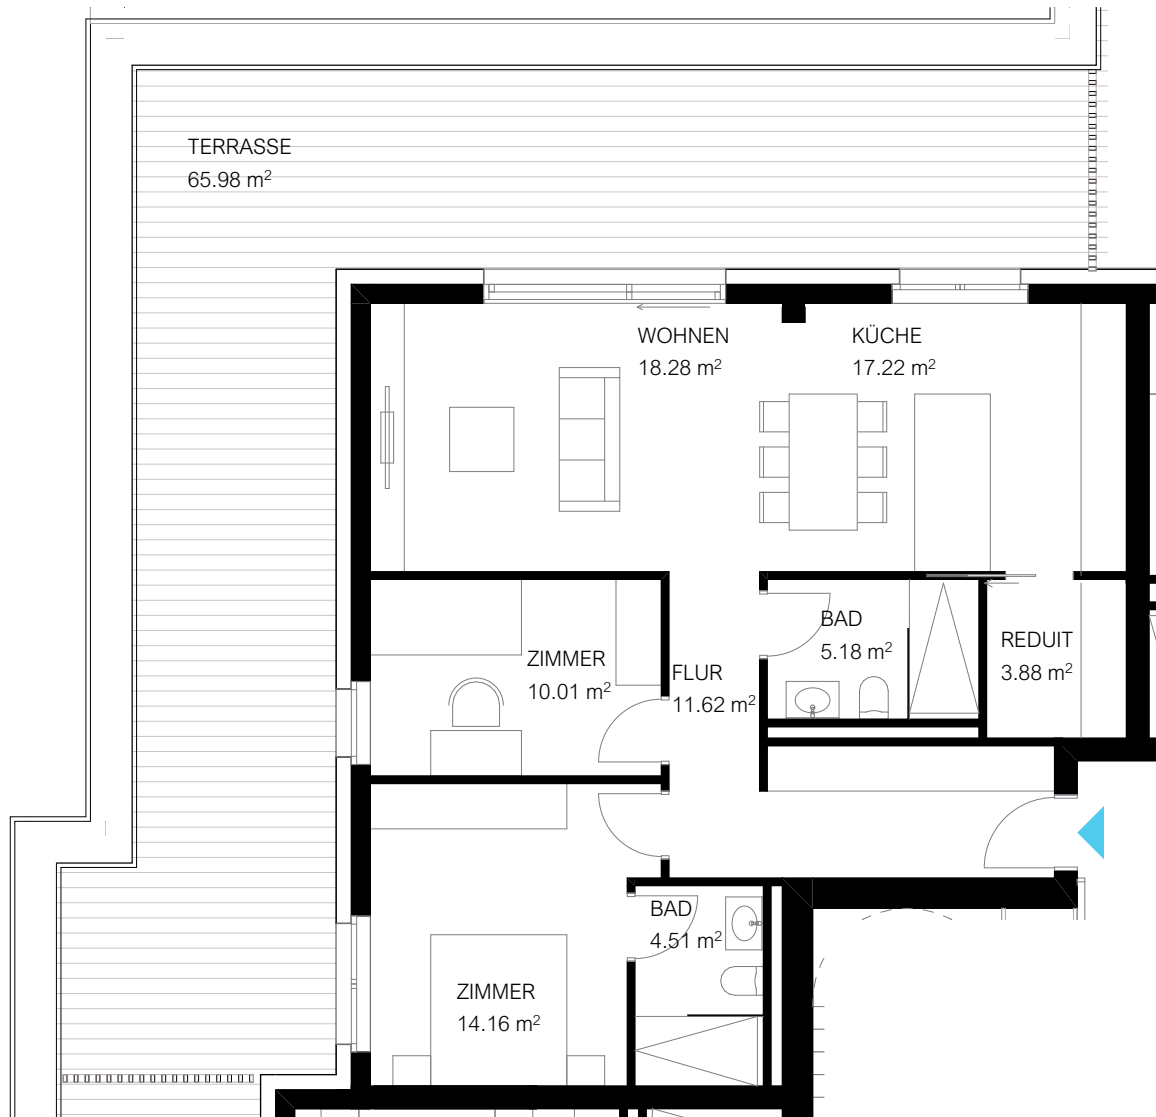 TERRASSE
65.98 m²
WOHNEN
18.28 m²
KÜCHE
17.22 m²
ZIMMER
10.01 m²
FLUR
11.62 m²
BAD
5.18 m²
REDUIT
3.88 m²
BAD
4.51 m²
ZIMMER
14.16 m²